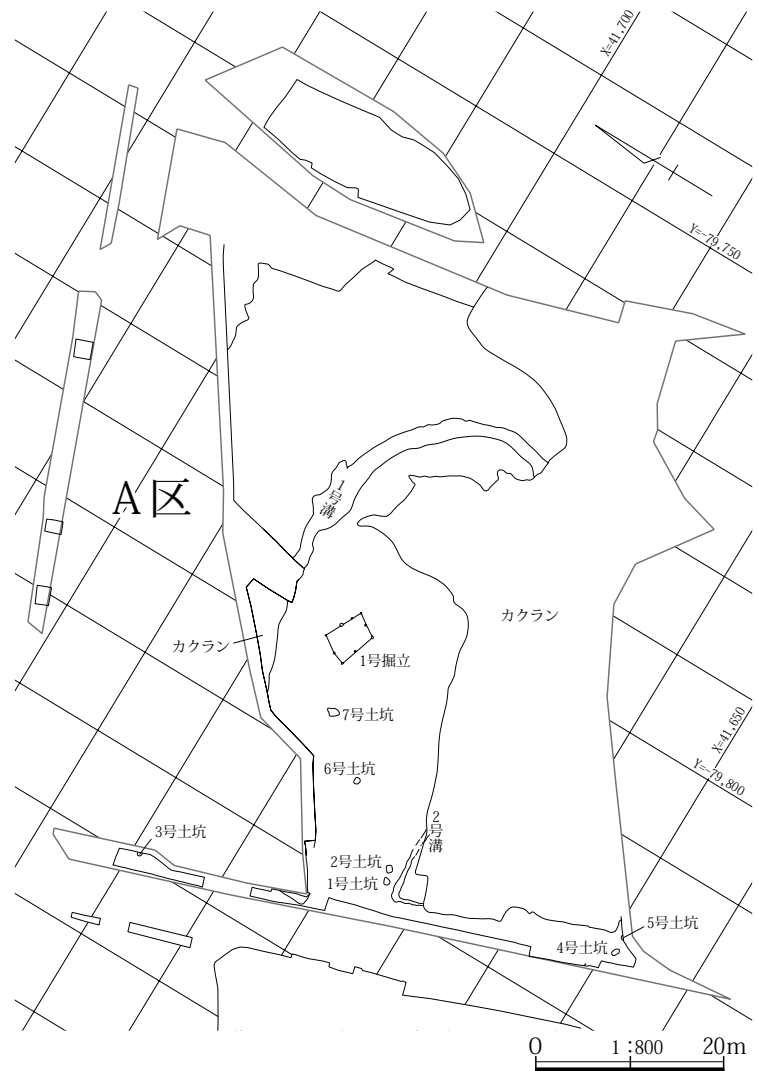 X=41,700
Y=-79,750
A区
1号溝
カクラン
カクラン
1号掘立
7号土坑
X=41,650
Y=-79,800
6号土坑
2号溝
3号土坑
2号土坑
1号土坑
5号土坑
4号土坑
0 1:800 20m